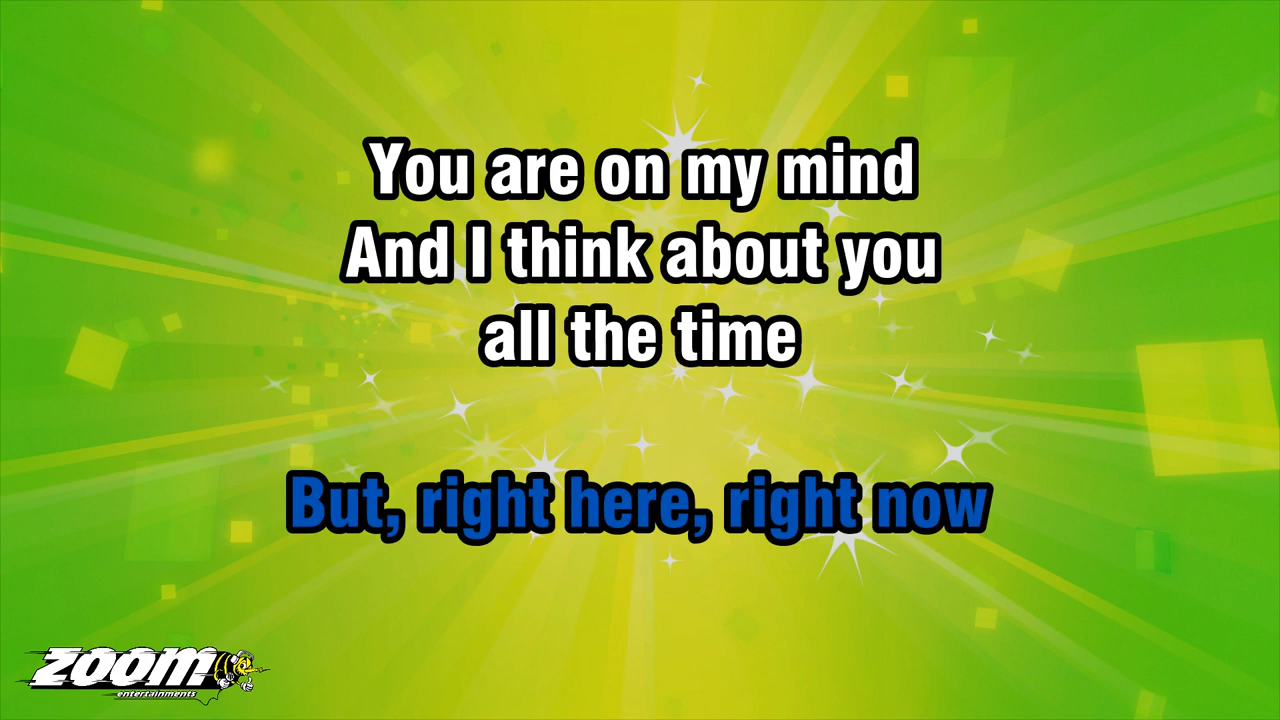 You are on my mind
And I think about you
all the time
But, right here, right now
ZOOM
entertainments